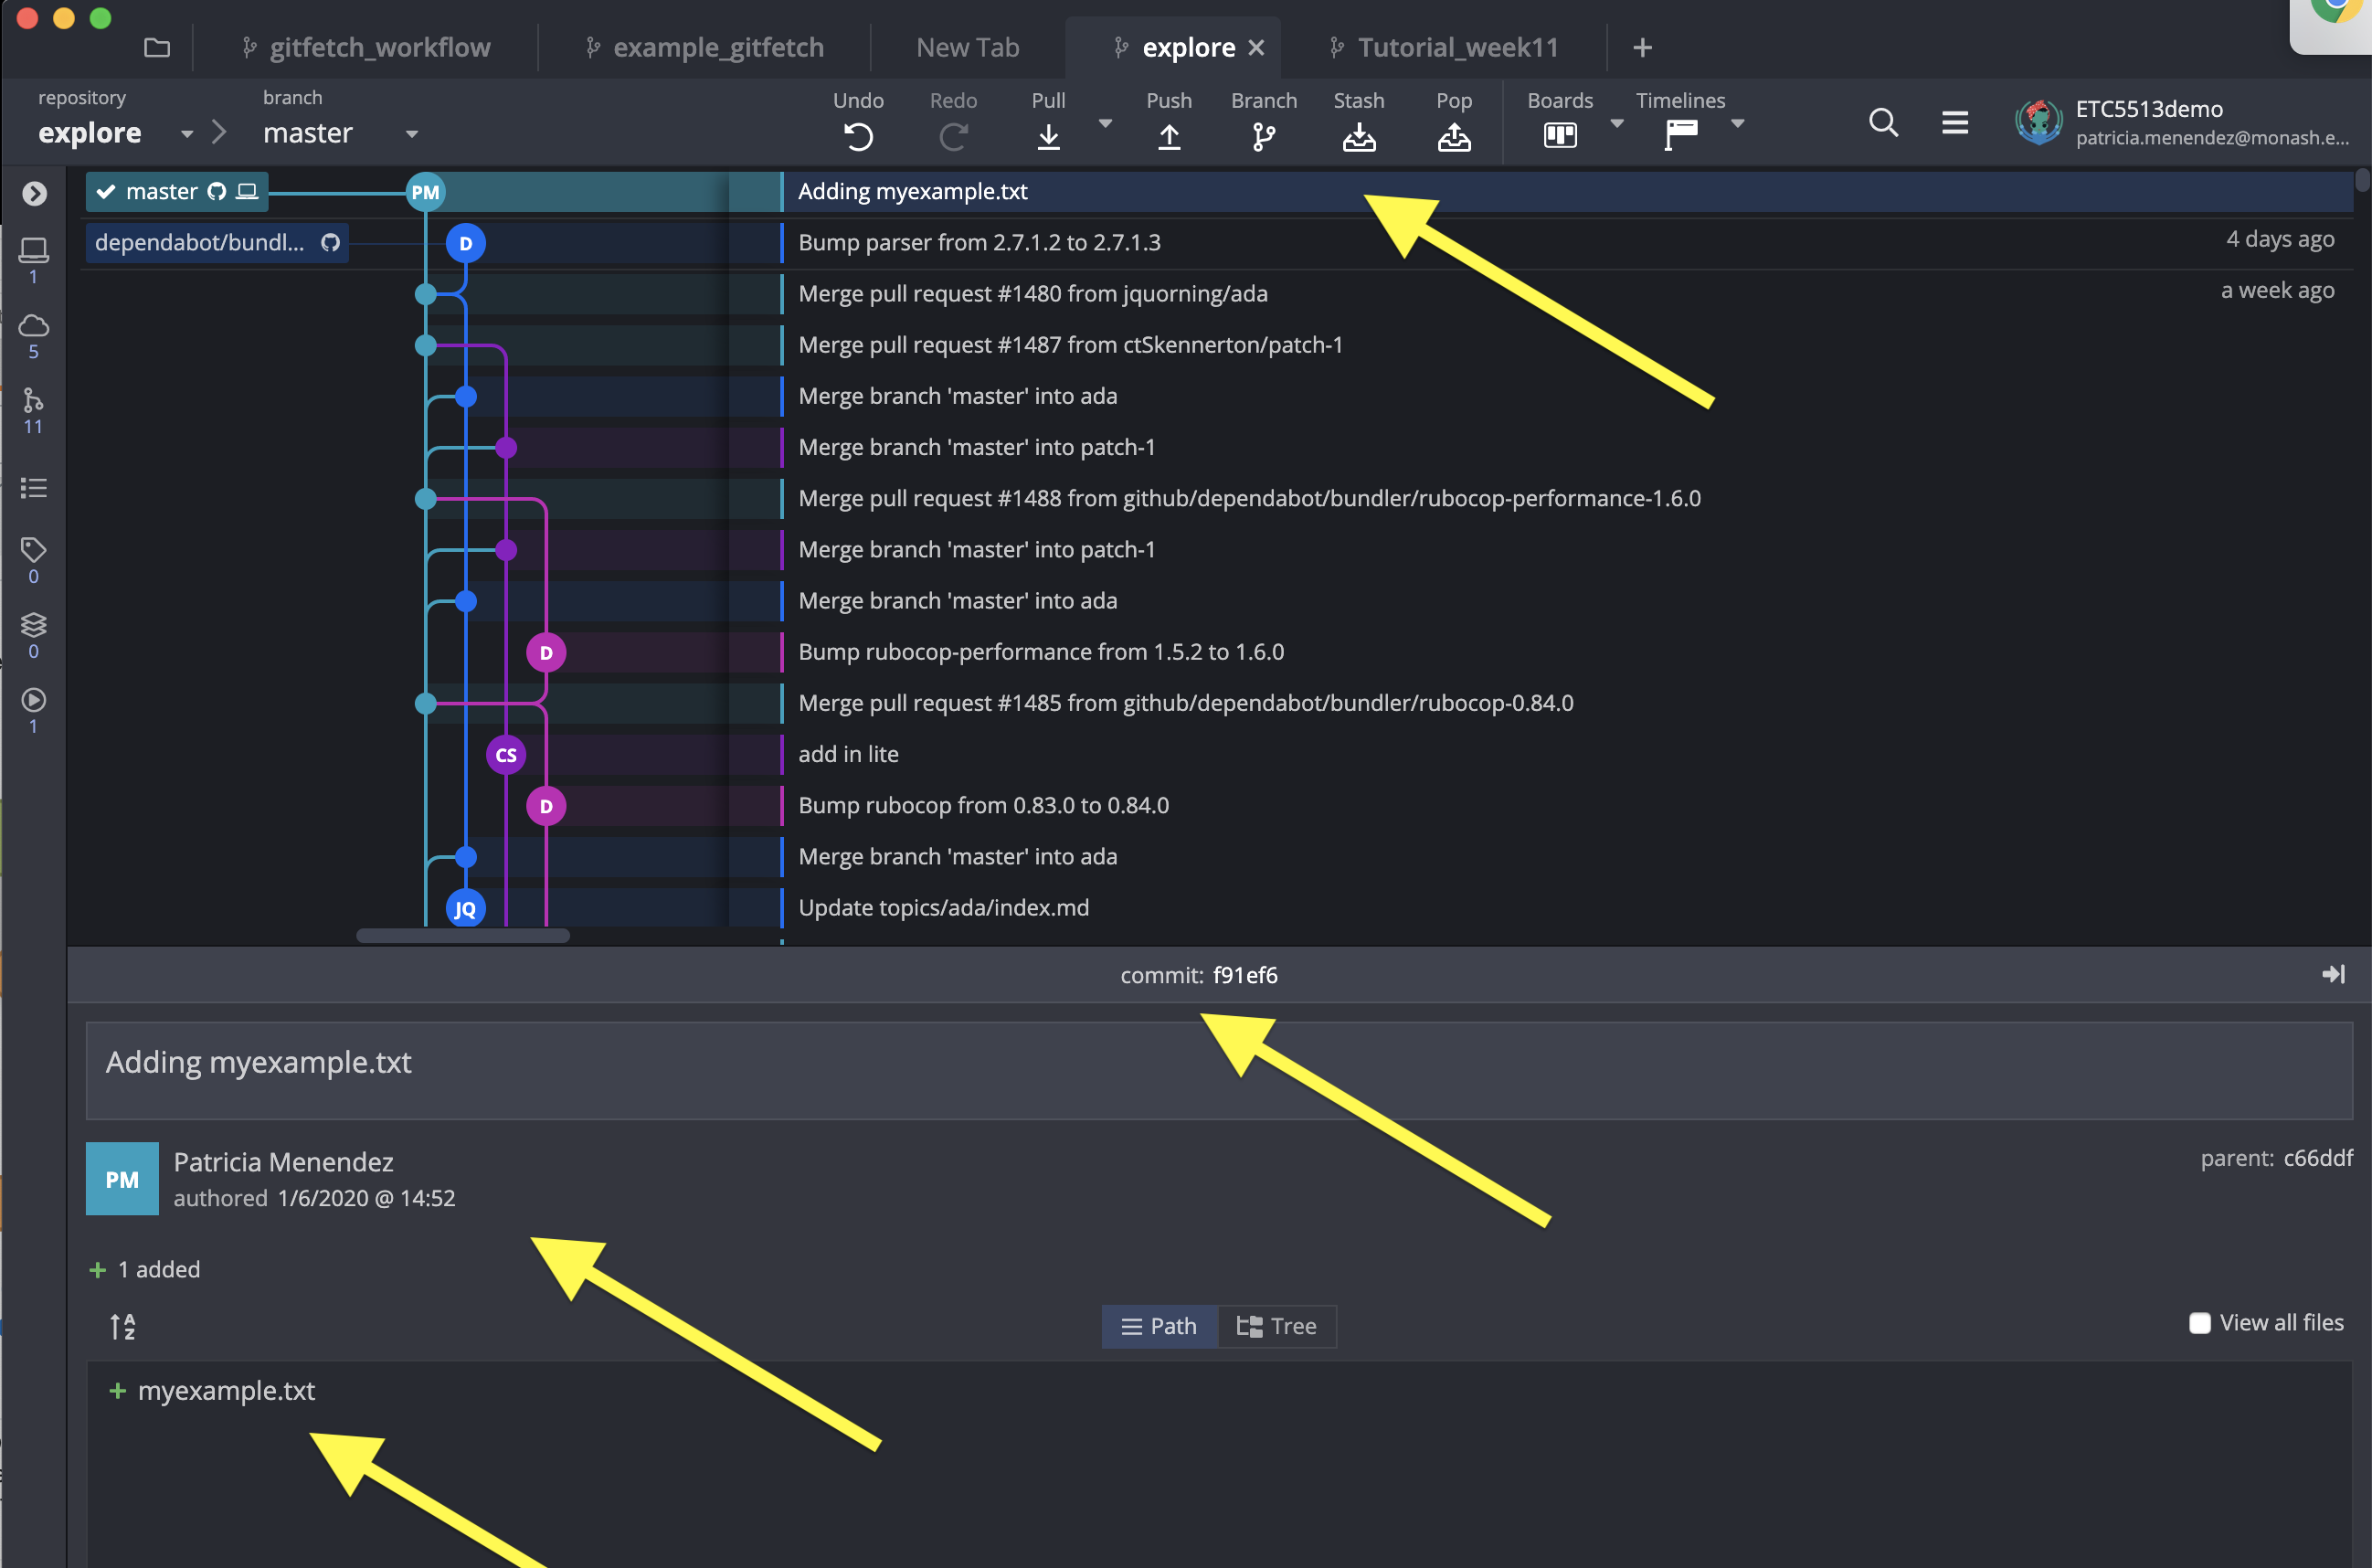 gitfetch_workflow
example_gitfetch
New Tab
explore
Tutorial_week11
repository
explore
branch
master
Undo
Redo
Pull
Push
Branch
Stash
Pop
Boards
Timelines
ETC5513demo
patricia.menendez@monash.e...
1
5
11
0
0
1
master PM Adding myexample.txt
dependabot/bundl... D Bump parser from 2.7.1.2 to 2.7.1.3 4 days ago
Merge pull request #1480 from jquorning/ada a week ago
Merge pull request #1487 from ctSkennerton/patch-1
Merge branch 'master' into ada
Merge branch 'master' into patch-1
Merge pull request #1488 from github/dependabot/bundler/rubocop-performance-1.6.0
Merge branch 'master' into patch-1
Merge branch 'master' into ada
D Bump rubocop-performance from 1.5.2 to 1.6.0
Merge pull request #1485 from github/dependabot/bundler/rubocop-0.84.0
CS add in lite
D Bump rubocop from 0.83.0 to 0.84.0
Merge branch 'master' into ada
JQ Update topics/ada/index.md
commit: f91ef6
Adding myexample.txt
PM
Patricia Menendez
authored 1/6/2020 @ 14:52
parent: c66ddf
+ 1 added
A
Z
Path
Tree
View all files
+ myexample.txt